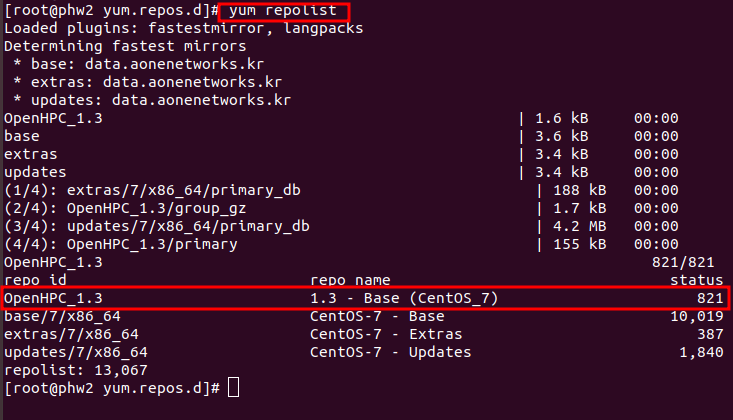 [root@phw2 yum.repos.d]# yum repolist
Loaded plugins: fastestmirror, langpacks
Determining fastest mirrors
 * base: data.aonenetworks.kr
 * extras: data.aonenetworks.kr
 * updates: data.aonenetworks.kr
OpenHPC_1.3 | 1.6 kB 00:00
base | 3.6 kB 00:00
extras | 3.4 kB 00:00
updates | 3.4 kB 00:00
(1/4): extras/7/x86_64/primary_db | 188 kB 00:00
(2/4): OpenHPC_1.3/group_gz | 1.7 kB 00:00
(3/4): updates/7/x86_64/primary_db | 4.2 MB 00:00
(4/4): OpenHPC_1.3/primary | 155 kB 00:00
OpenHPC_1.3 821/821
repo id repo name status
OpenHPC_1.3 1.3 - Base (CentOS_7) 821
base/7/x86_64 CentOS-7 - Base 10,019
extras/7/x86_64 CentOS-7 - Extras 387
updates/7/x86_64 CentOS-7 - Updates 1,840
repolist: 13,067
[root@phw2 yum.repos.d]#